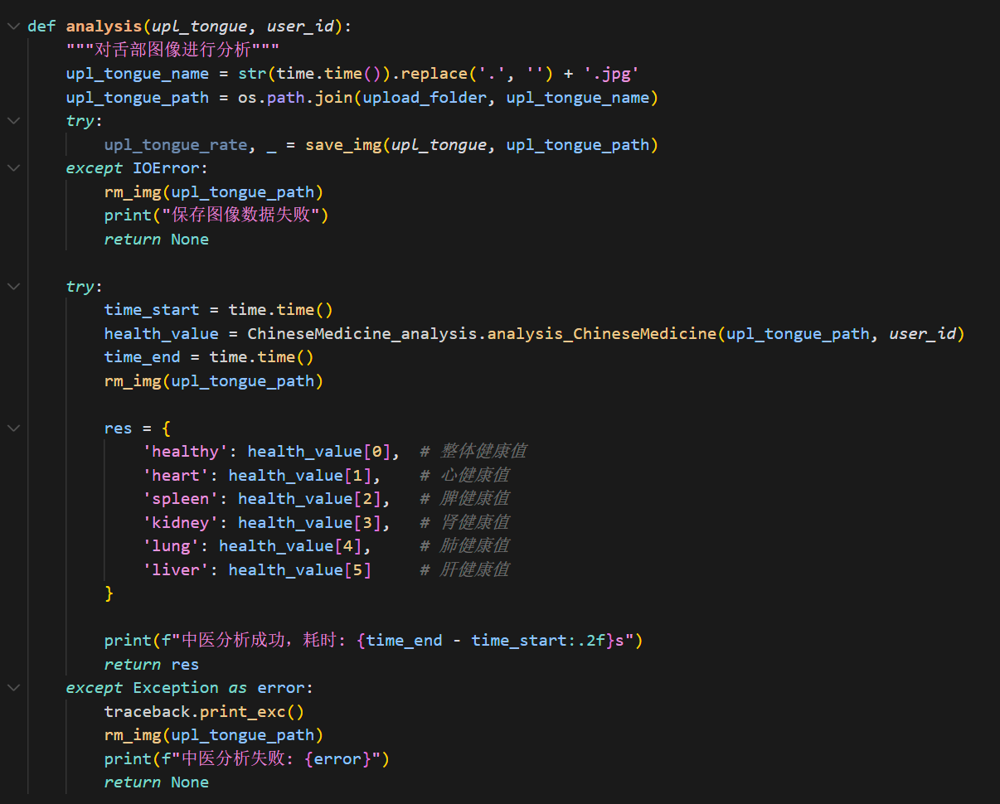 def analysis(upl_tongue, user_id):
    """对舌部图像进行分析"""
    upl_tongue_name = str(time.time()).replace('.', '') + '.jpg'
    upl_tongue_path = os.path.join(upload_folder, upl_tongue_name)
    try:
        upl_tongue_rate, _ = save_img(upl_tongue, upl_tongue_path)
    except IOError:
        rm_img(upl_tongue_path)
        print("保存图像数据失败")
        return None

    try:
        time_start = time.time()
        health_value = ChineseMedicine_analysis.analysis_ChineseMedicine(upl_tongue_path, user_id)
        time_end = time.time()
        rm_img(upl_tongue_path)

        res = {
            'healthy': health_value[0],  # 整体健康值
            'heart': health_value[1],    # 心健康值
            'spleen': health_value[2],   # 脾健康值
            'kidney': health_value[3],   # 肾健康值
            'lung': health_value[4],     # 肺健康值
            'liver': health_value[5]     # 肝健康值
        }

        print(f"中医分析成功，耗时: {time_end - time_start:.2f}s")
        return res
    except Exception as error:
        traceback.print_exc()
        rm_img(upl_tongue_path)
        print(f"中医分析失败: {error}")
        return None